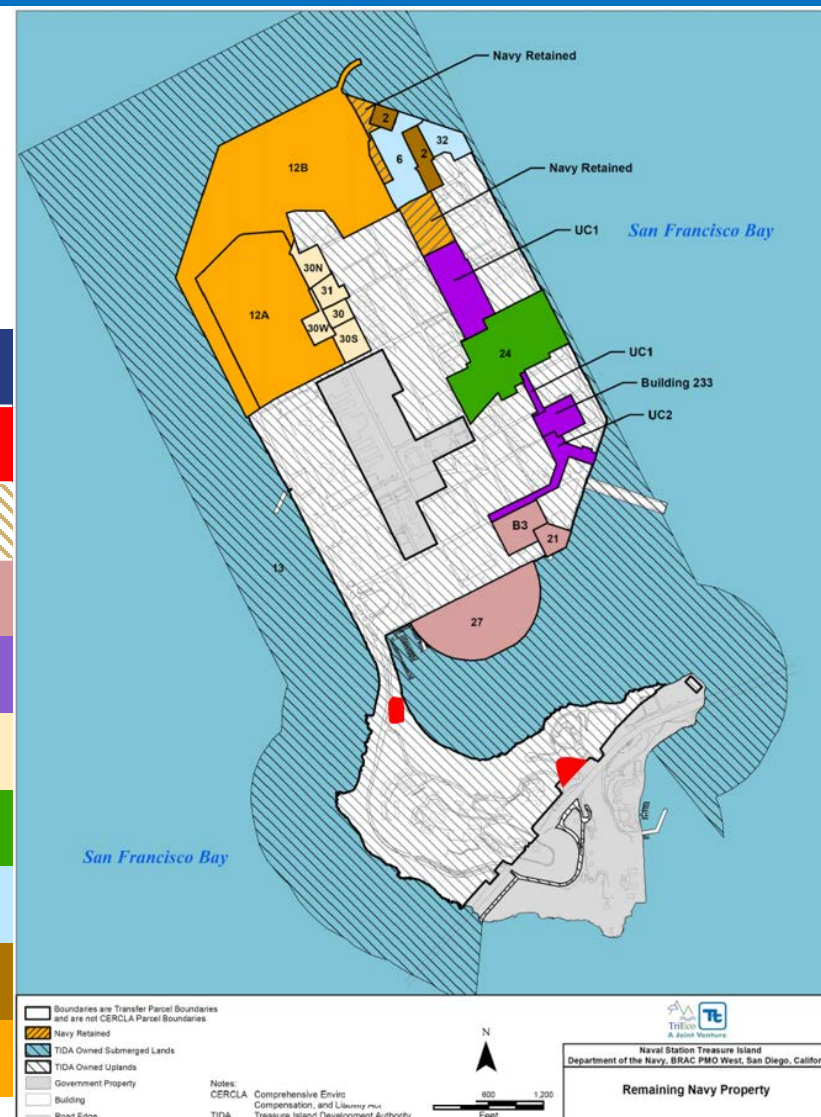 Navy Retained
2
32
6
2
12B
Navy Retained
UC1
San Francisco Bay
30N
31
12A
30
30W
30S
24
UC1
Building 233
UC2
B3
21
13
27
San Francisco Bay
Boundaries are Transfer Parcel Boundaries
and are not CERCLA Parcel Boundaries
Navy Retained
TIDA Owned Submerged Lands
TIDA Owned Uplands
Government Property
Building
Road Edge
Notes:
CERCLA Comprehensive Enviro
Compensation, and Liability Act
TIDA Treasure Island Development Authority
N
600 1,200
Feet
TriEco
Tt
A Joint Venture
Naval Station Treasure Island
Department of the Navy, BRAC PMO West, San Diego, Califor
Remaining Navy Property